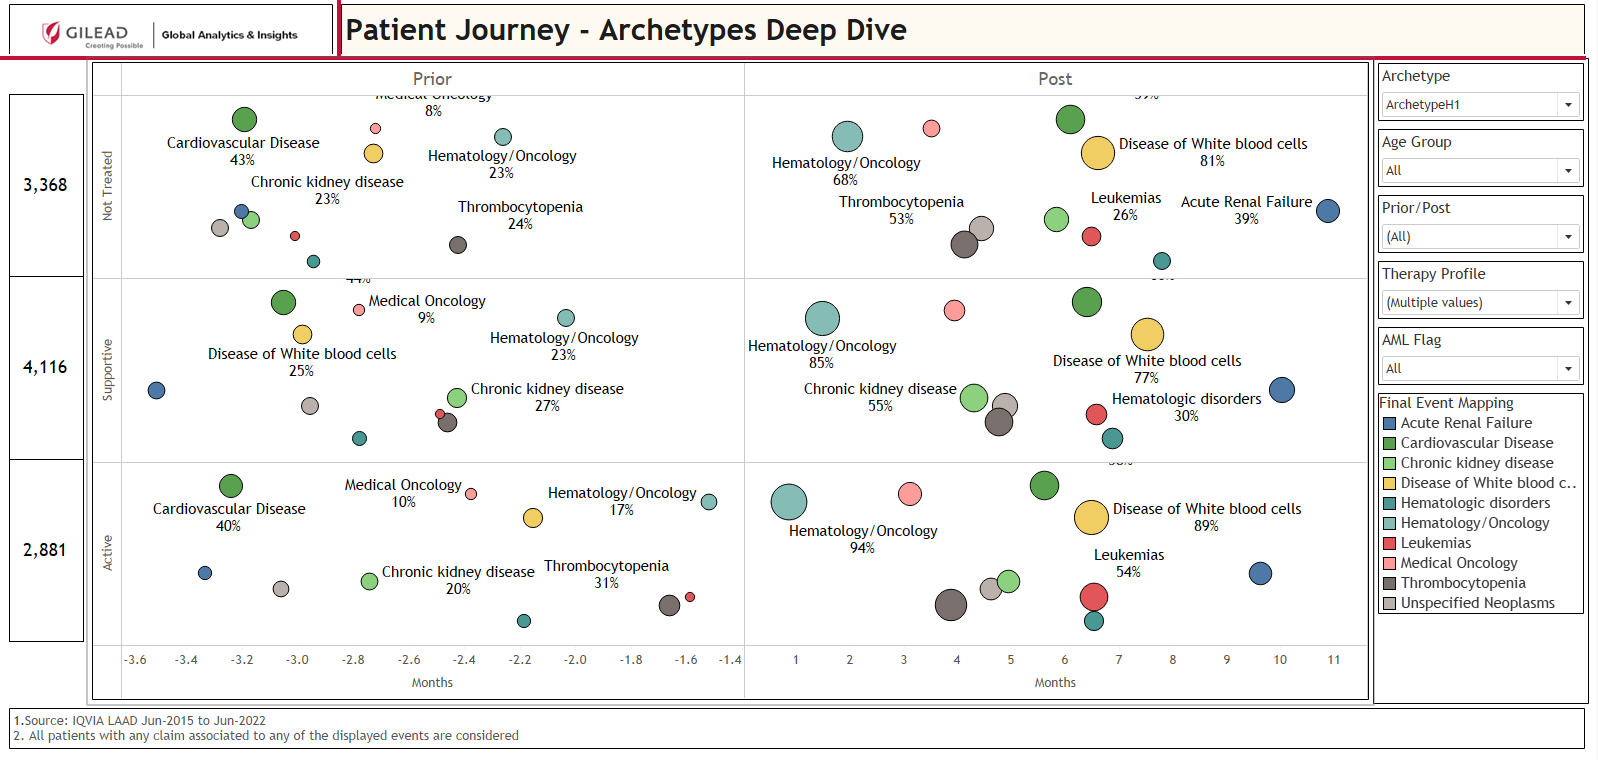 GILEAD
Creating Possible
Global Analytics & Insights
Patient Journey - Archetypes Deep Dive
Prior
Post
3,368
Not Treated
Medical Oncology
8%
Cardiovascular Disease
43%
Hematology/Oncology
23%
Chronic kidney disease
23%
Thrombocytopenia
24%
Disease of White blood cells
81%
Hematology/Oncology
68%
Thrombocytopenia
53%
Leukemias
26%
Acute Renal Failure
39%
4,116
Supportive
44%
Medical Oncology
9%
Hematology/Oncology
23%
Disease of White blood cells
25%
Chronic kidney disease
27%
Hematology/Oncology
85%
Disease of White blood cells
77%
Chronic kidney disease
55%
Hematologic disorders
30%
2,881
Active
Medical Oncology
10%
Hematology/Oncology
17%
Cardiovascular Disease
40%
Chronic kidney disease
20%
Thrombocytopenia
31%
Disease of White blood cells
89%
Hematology/Oncology
94%
Leukemias
54%
-3.6 -3.4 -3.2 -3.0 -2.8 -2.6 -2.4 -2.2 -2.0 -1.8 -1.6 -1.4
1 2 3 4 5 6 7 8 9 10 11
Months
Months
Archetype
ArchetypeH1
Age Group
All
Prior/Post
(All)
Therapy Profile
(Multiple values)
AML Flag
All
Final Event Mapping
Acute Renal Failure
Cardiovascular Disease
Chronic kidney disease
Disease of White blood c..
Hematologic disorders
Hematology/Oncology
Leukemias
Medical Oncology
Thrombocytopenia
Unspecified Neoplasms
1.Source: IQVIA LAAD Jun-2015 to Jun-2022
2. All patients with any claim associated to any of the displayed events are considered